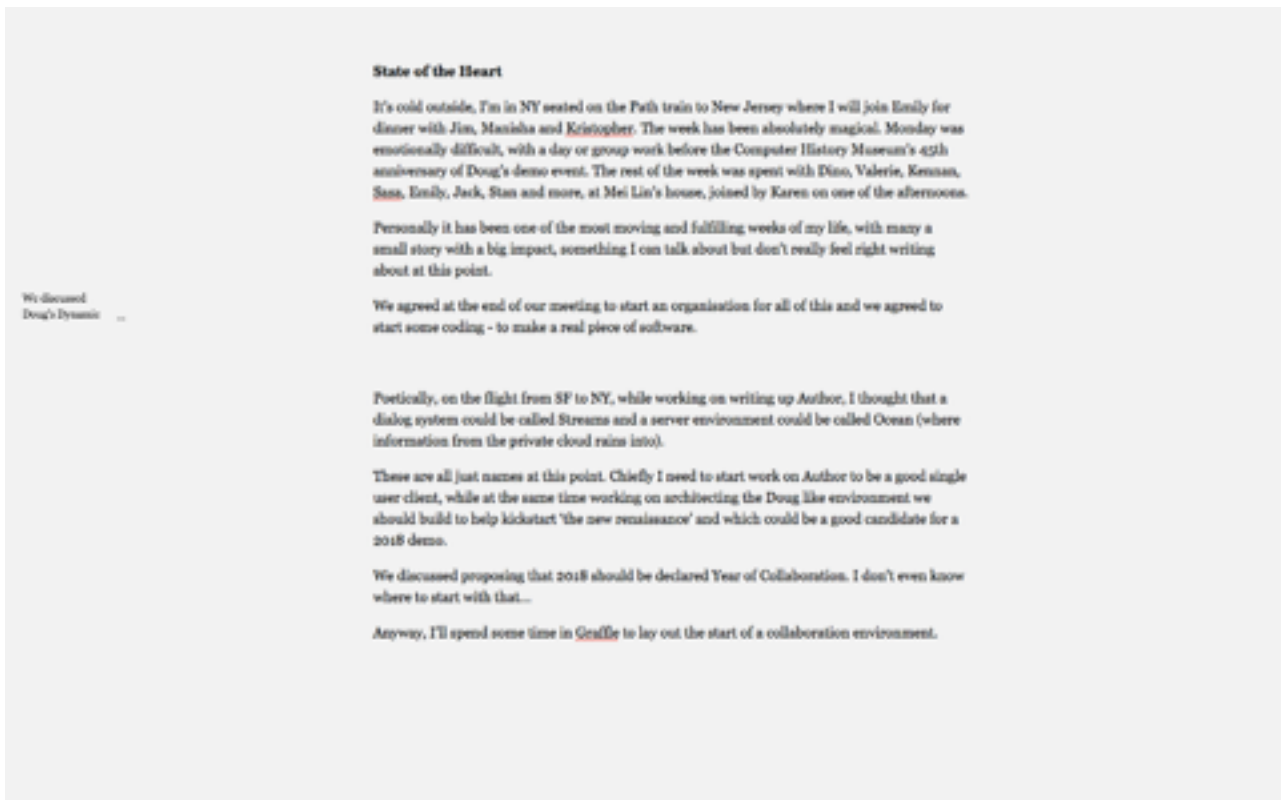 State of the Heart
It's cold outside, I'm in NY seated on the Path train to New Jersey where I will join Emily for
dinner with Jim, Manisha and Kristopher. The week has been absolutely magical. Monday was
emotionally difficult, with a day or group work before the Computer History Museum's 45th
anniversary of Doug's demo event. The rest of the week was spent with Dino, Valerie, Kennan,
Sasa, Emily, Jack, Stan and more, at Mei Lin's house, joined by Karen on one of the afternoons.
Personally it has been one of the most moving and fulfilling weeks of my life, with many a
small story with a big impact, something I can talk about but don't really feel right writing
about at this point.
We discussed
Doug's Dynamic ...
We agreed at the end of our meeting to start an organisation for all of this and we agreed to
start some coding - to make a real piece of software.
Poetically, on the flight from SF to NY, while working on writing up Author, I thought that a
dialog system could be called Streams and a server environment could be called Ocean (where
information from the private cloud rains into).
These are all just names at this point. Chiefly I need to start work on Author to be a good single
user client, while at the same time working on architecting the Doug like environment we
should build to help kickstart 'the new renaissance' and which could be a good candidate for a
2018 demo.
We discussed proposing that 2018 should be declared Year of Collaboration. I don't even know
where to start with that...
Anyway, I'll spend some time in Graffle to lay out the start of a collaboration environment.